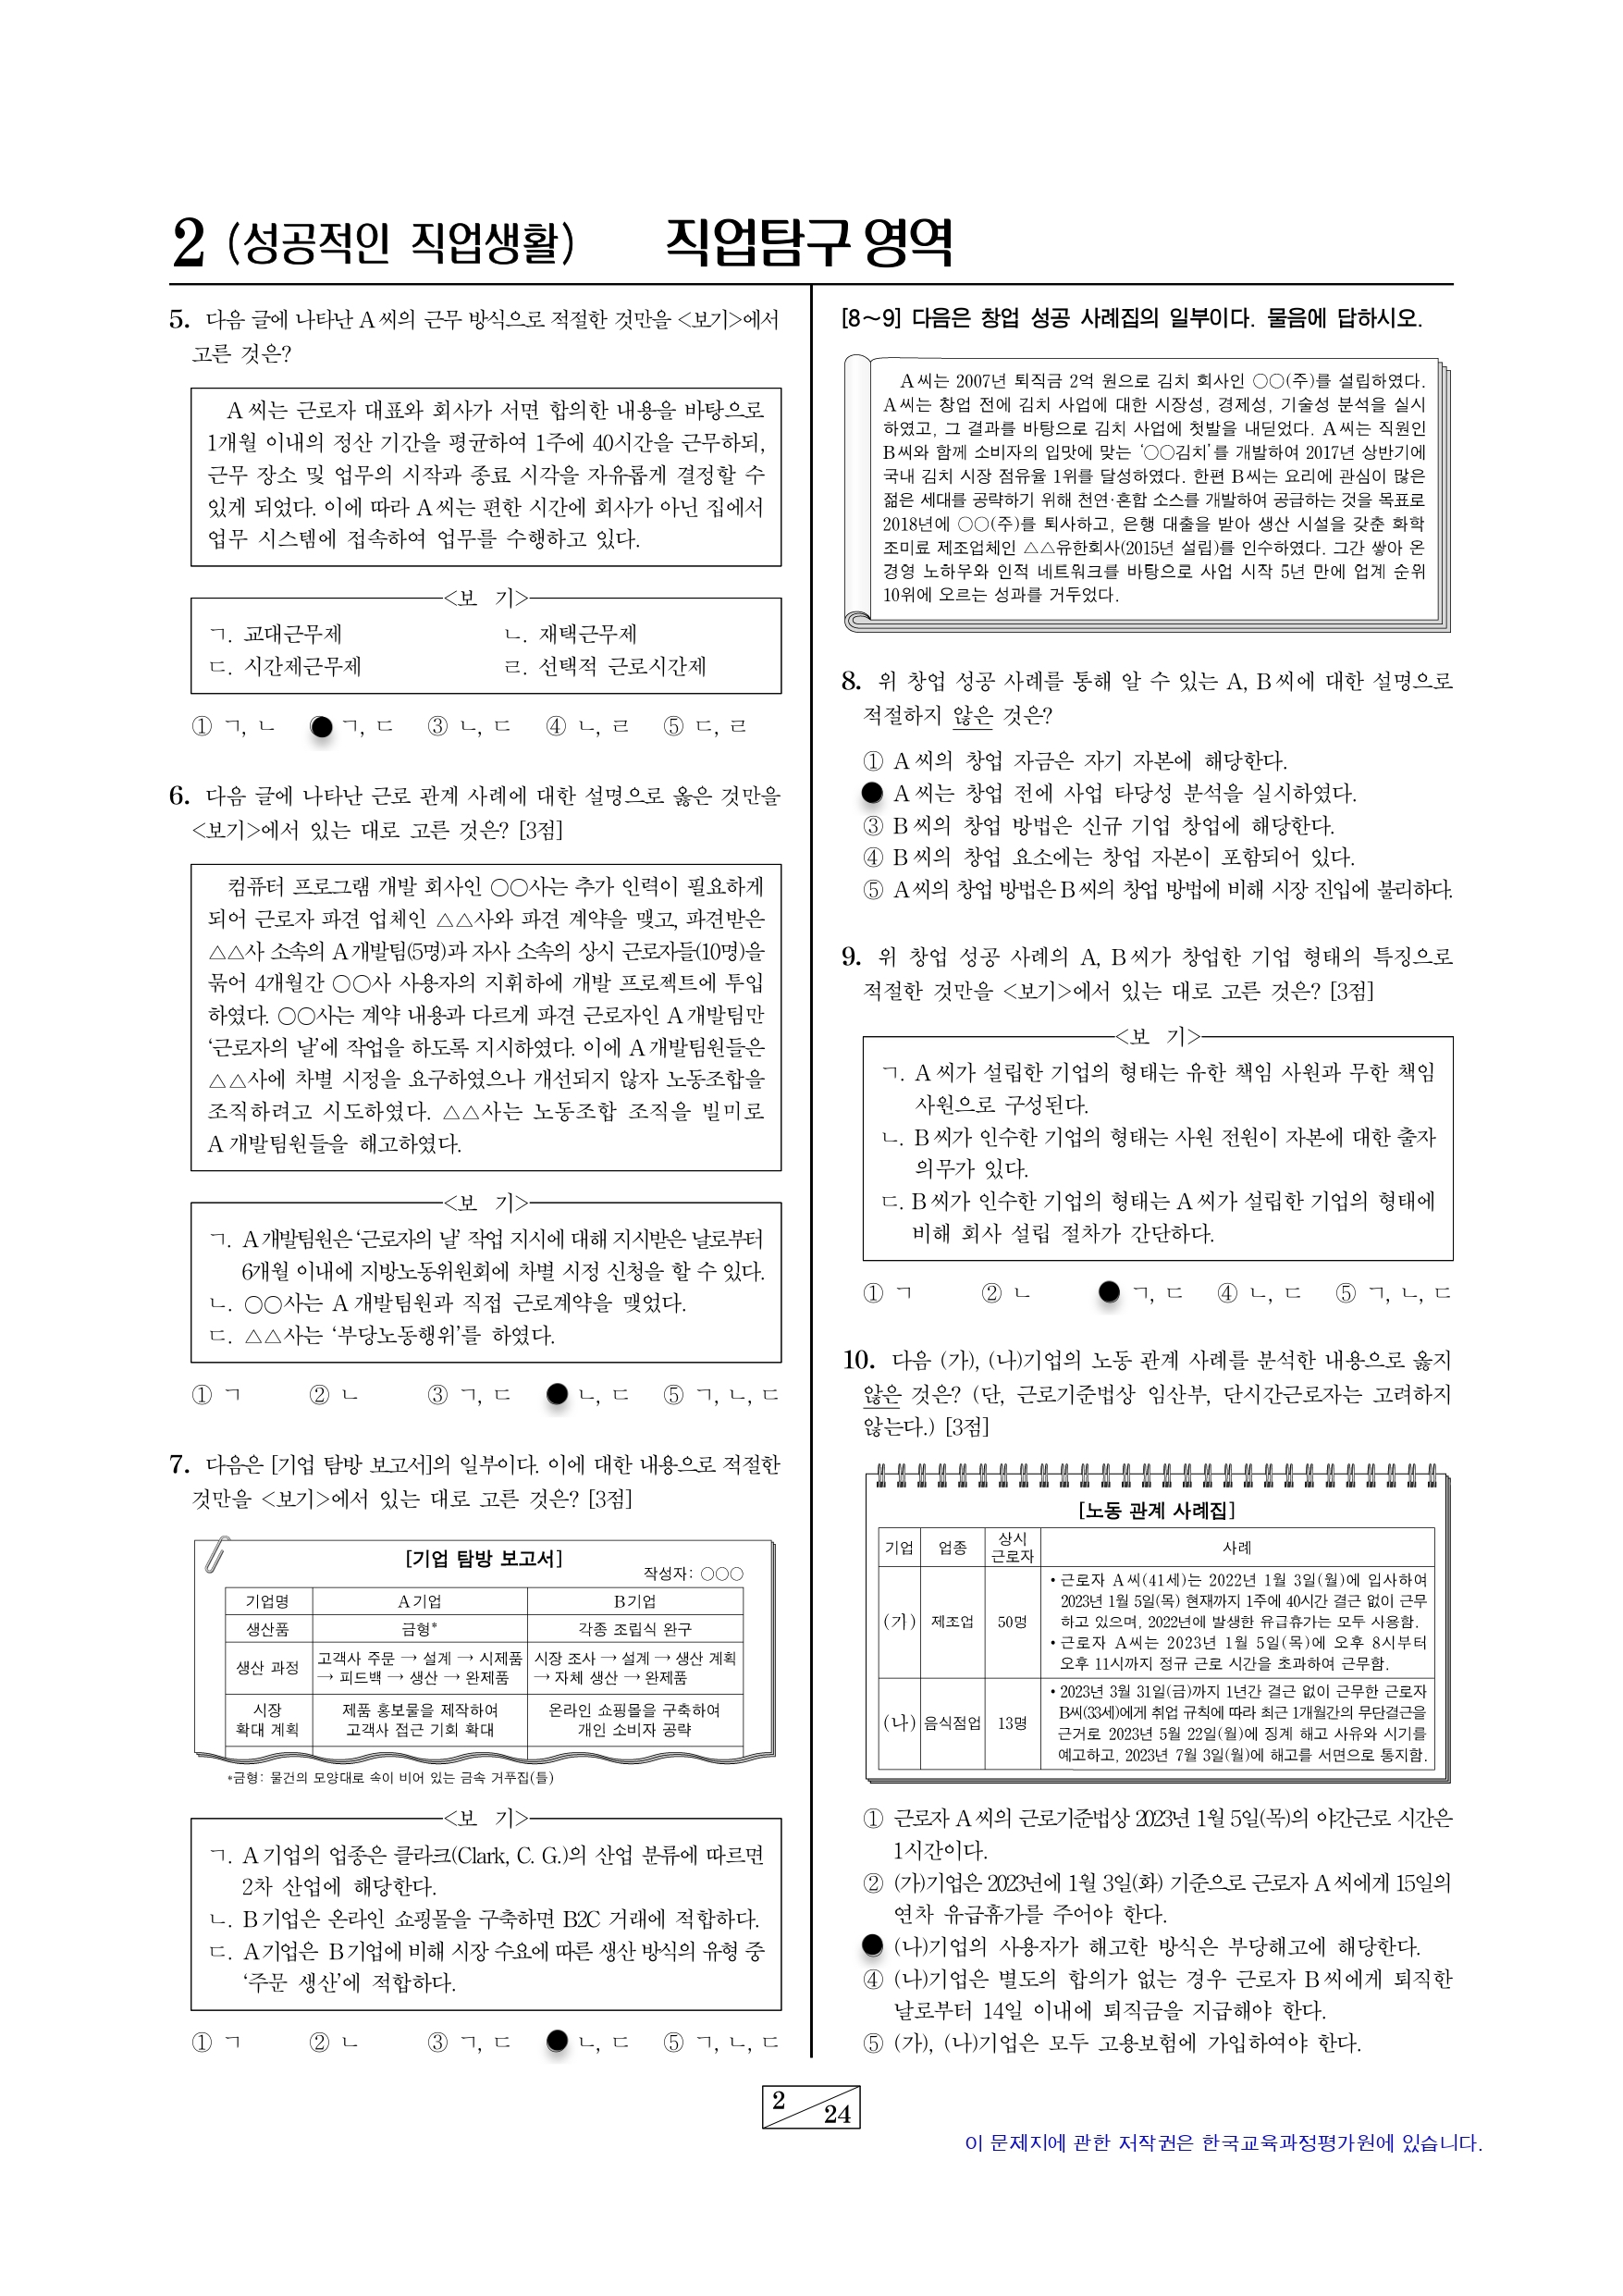 2 (성공적인 직업생활) 직업탐구 영역
5. 다음 글에 나타난 A씨의 근무 방식으로 적절한 것만을 <보기>에서
고른 것은?
A씨는 근로자 대표와 회사가 서면 합의한 내용을 바탕으로
1개월 이내의 정산 기간을 평균하여 1주에 40시간을 근무하되,
근무 장소 및 업무의 시작과 종료 시각을 자유롭게 결정할 수
있게 되었다. 이에 따라 A씨는 편한 시간에 회사가 아닌 집에서
업무 시스템에 접속하여 업무를 수행하고 있다.
<보 기>
ㄱ. 교대근무제 ㄴ. 재택근무제
ㄷ. 시간제근무제 ㄹ. 선택적 근로시간제
① ㄱ, ㄴ ● ㄱ, ㄷ ③ ㄴ, ㄷ ④ ㄴ, ㄹ ⑤ ㄷ, ㄹ
6. 다음 글에 나타난 근로 관계 사례에 대한 설명으로 옳은 것만을
<보기>에서 있는 대로 고른 것은? [3점]
컴퓨터 프로그램 개발 회사인 ○○사는 추가 인력이 필요하게
되어 근로자 파견 업체인 △△사와 파견 계약을 맺고, 파견받은
△△사 소속의 A개발팀(5명)과 자사 소속의 상시 근로자들(10명)을
묶어 4개월간 ○○사 사용자의 지휘하에 개발 프로젝트에 투입
하였다. ○○사는 계약 내용과 다르게 파견 근로자인 A개발팀만
‘근로자의 날’에 작업을 하도록 지시하였다. 이에 A개발팀원들은
△△사에 차별 시정을 요구하였으나 개선되지 않자 노동조합을
조직하려고 시도하였다. △△사는 노동조합 조직을 빌미로
A개발팀원들을 해고하였다.
<보 기>
ㄱ. A개발팀원은 ‘근로자의 날’ 작업 지시에 대해 지시받은 날로부터
6개월 이내에 지방노동위원회에 차별 시정 신청을 할 수 있다.
ㄴ. ○○사는 A개발팀원과 직접 근로계약을 맺었다.
ㄷ. △△사는 ‘부당노동행위’를 하였다.
① ㄱ ② ㄴ ③ ㄱ, ㄷ ● ㄴ, ㄷ ⑤ ㄱ, ㄴ, ㄷ
7. 다음은 [기업 탐방 보고서]의 일부이다. 이에 대한 내용으로 적절한
것만을 <보기>에서 있는 대로 고른 것은? [3점]
[기업 탐방 보고서]
작성자: ○○○
기업명 A기업 B기업
생산품 금형* 각종 조립식 완구
생산 과정 고객사 주문 → 설계 → 시제품 → 피드백 → 생산 → 완제품 시장 조사 → 설계 → 생산 계획 → 자체 생산 → 완제품
시장 확대 계획 제품 홍보물을 제작하여 고객사 접근 기회 확대 온라인 쇼핑몰을 구축하여 개인 소비자 공략
*금형: 물건의 모양대로 속이 비어 있는 금속 거푸집(틀)
<보 기>
ㄱ. A기업의 업종은 클라크(Clark, C. G.)의 산업 분류에 따르면
2차 산업에 해당한다.
ㄴ. B기업은 온라인 쇼핑몰을 구축하면 B2C 거래에 적합하다.
ㄷ. A기업은 B기업에 비해 시장 수요에 따른 생산 방식의 유형 중
‘주문 생산’에 적합하다.
① ㄱ ② ㄴ ③ ㄱ, ㄷ ● ㄴ, ㄷ ⑤ ㄱ, ㄴ, ㄷ
[8~9] 다음은 창업 성공 사례집의 일부이다. 물음에 답하시오.
A씨는 2007년 퇴직금 2억 원으로 김치 회사인 ○○(주)를 설립하였다.
A씨는 창업 전에 김치 사업에 대한 시장성, 경제성, 기술성 분석을 실시
하였고, 그 결과를 바탕으로 김치 사업에 첫발을 내딛었다. A씨는 직원인
B씨와 함께 소비자의 입맛에 맞는 ‘○○김치’를 개발하여 2017년 상반기에
국내 김치 시장 점유율 1위를 달성하였다. 한편 B씨는 요리에 관심이 많은
젊은 세대를 공략하기 위해 천연·혼합 소스를 개발하여 공급하는 것을 목표로
2018년에 ○○(주)를 퇴사하고, 은행 대출을 받아 생산 시설을 갖춘 화학
조미료 제조업체인 △△유한회사(2015년 설립)를 인수하였다. 그간 쌓아 온
경영 노하우와 인적 네트워크를 바탕으로 사업 시작 5년 만에 업계 순위
10위에 오르는 성과를 거두었다.
8. 위 창업 성공 사례를 통해 알 수 있는 A, B씨에 대한 설명으로
적절하지 않은 것은?
① A씨의 창업 자금은 자기 자본에 해당한다.
● A씨는 창업 전에 사업 타당성 분석을 실시하였다.
③ B씨의 창업 방법은 신규 기업 창업에 해당한다.
④ B씨의 창업 요소에는 창업 자본이 포함되어 있다.
⑤ A씨의 창업 방법은 B씨의 창업 방법에 비해 시장 진입에 불리하다.
9. 위 창업 성공 사례의 A, B씨가 창업한 기업 형태의 특징으로
적절한 것만을 <보기>에서 있는 대로 고른 것은? [3점]
<보 기>
ㄱ. A씨가 설립한 기업의 형태는 유한 책임 사원과 무한 책임
사원으로 구성된다.
ㄴ. B씨가 인수한 기업의 형태는 사원 전원이 자본에 대한 출자
의무가 있다.
ㄷ. B씨가 인수한 기업의 형태는 A씨가 설립한 기업의 형태에
비해 회사 설립 절차가 간단하다.
① ㄱ ② ㄴ ● ㄱ, ㄷ ④ ㄴ, ㄷ ⑤ ㄱ, ㄴ, ㄷ
10. 다음 (가), (나)기업의 노동 관계 사례를 분석한 내용으로 옳지
않은 것은? (단, 근로기준법상 임산부, 단시간근로자는 고려하지
않는다.) [3점]
[노동 관계 사례집]
기업 업종 상시 근로자 사례
(가) 제조업 50명
• 근로자 A씨(41세)는 2022년 1월 3일(월)에 입사하여
2023년 1월 5일(목) 현재까지 1주에 40시간 결근 없이 근무
하고 있으며, 2022년에 발생한 유급휴가는 모두 사용함.
• 근로자 A씨는 2023년 1월 5일(목)에 오후 8시부터
오후 11시까지 정규 근로 시간을 초과하여 근무함.
(나) 음식점업 13명
• 2023년 3월 31일(금)까지 1년간 결근 없이 근무한 근로자
B씨(33세)에게 취업 규칙에 따라 최근 1개월간의 무단결근을
근거로 2023년 5월 22일(월)에 징계 해고 사유와 시기를
예고하고, 2023년 7월 3일(월)에 해고를 서면으로 통지함.
① 근로자 A씨의 근로기준법상 2023년 1월 5일(목)의 야간근로 시간은
1시간이다.
② (가)기업은 2023년에 1월 3일(화) 기준으로 근로자 A씨에게 15일의
연차 유급휴가를 주어야 한다.
● (나)기업의 사용자가 해고한 방식은 부당해고에 해당한다.
④ (나)기업은 별도의 합의가 없는 경우 근로자 B씨에게 퇴직한
날로부터 14일 이내에 퇴직금을 지급해야 한다.
⑤ (가), (나)기업은 모두 고용보험에 가입하여야 한다.
2 24
이 문제지에 관한 저작권은 한국교육과정평가원에 있습니다.